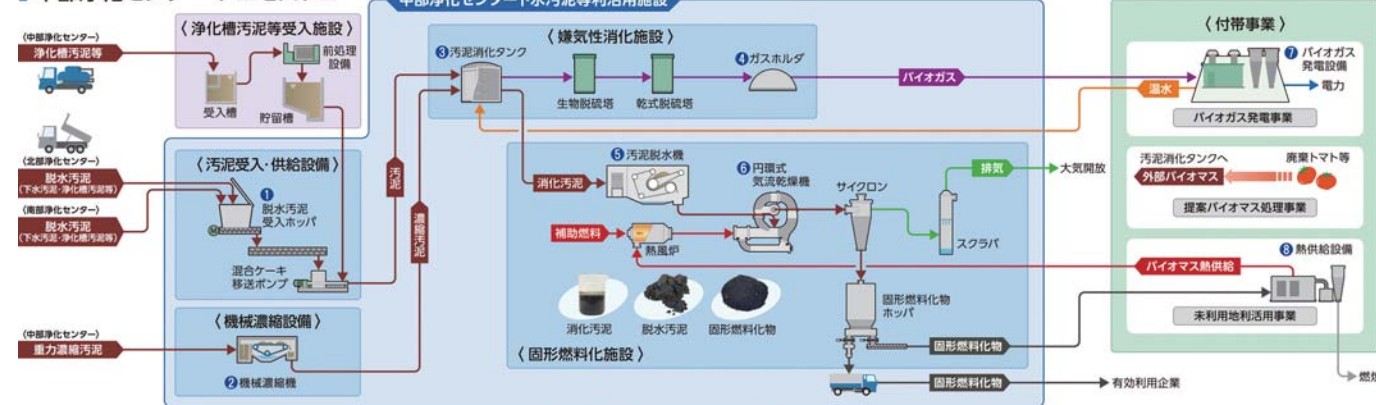 中部浄化センター下水汚泥等利活用施設
〈浄化槽汚泥等受入施設〉
(中部浄化センター)
浄化槽汚泥等
前処理
設備
受入槽
貯留槽
(北部浄化センター)
脱水汚泥
(下水汚泥・浄化槽汚泥等)
(南部浄化センター)
脱水汚泥
(下水汚泥・浄化槽汚泥等)
〈汚泥受入・供給設備〉
❶
脱水汚泥
受入ホッパ
M
混合ケーキ
移送ポンプ
(中部浄化センター)
重力濃縮汚泥
〈機械濃縮設備〉
❷機械濃縮機
汚泥
濃縮汚泥
〈嫌気性消化施設〉
❸汚泥消化タンク
生物脱硫塔
乾式脱硫塔
❹ガスホルダ
バイオガス
温水
消化汚泥
❺汚泥脱水機
❻円環式
気流乾燥機
サイクロン
排気
大気開放
スクラバ
補助燃料
熱風炉
消化汚泥
脱水汚泥
固形燃料化物
固形燃料化物
ホッパ
〈固形燃料化施設〉
固形燃料化物
固形燃料化物
有効利用企業
〈付帯事業〉
❼バイオガス
発電設備
電力
バイオガス発電事業
汚泥消化タンクへ
廃棄トマト等
外部バイオマス
提案バイオマス処理事業
❽熱供給設備
バイオマス熱供給
未利用地利活用事業